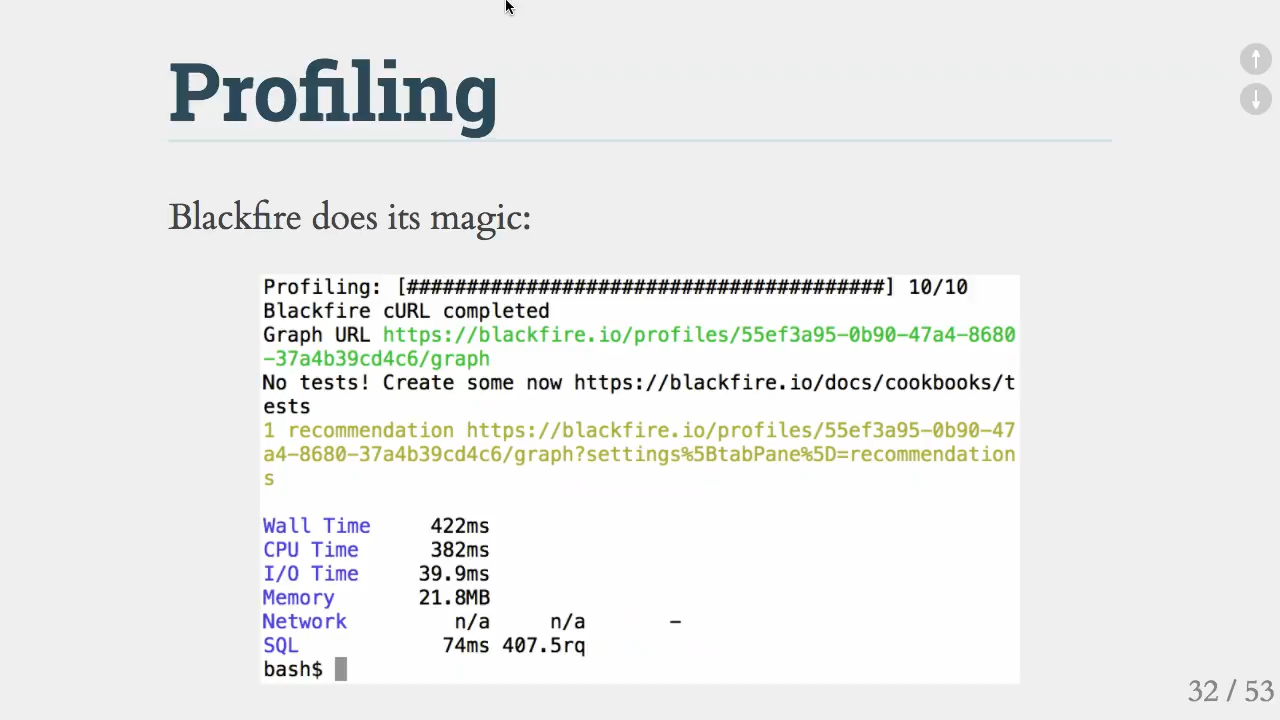 Profiling
Blackfire does its magic:
Profiling: [########################################] 10/10
Blackfire cURL completed
Graph URL https://blackfire.io/profiles/55ef3a95-0b90-47a4-8680
-37a4b39cd4c6/graph
No tests! Create some now https://blackfire.io/docs/cookbooks/t
ests
1 recommendation https://blackfire.io/profiles/55ef3a95-0b90-47
a4-8680-37a4b39cd4c6/graph?settings%5BtabPane%5D=recommendation
s
Wall Time 422ms
CPU Time 382ms
I/O Time 39.9ms
Memory 21.8MB
Network n/a n/a -
SQL 74ms 407.5rq
bash$
32 / 53